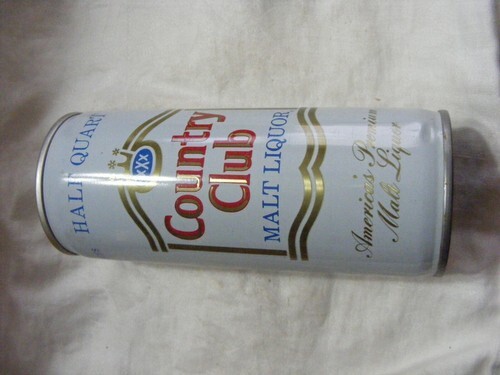 HALF QUART
XXX
Country
Club
MALT LIQUOR
America's Premium
Malt Liquor